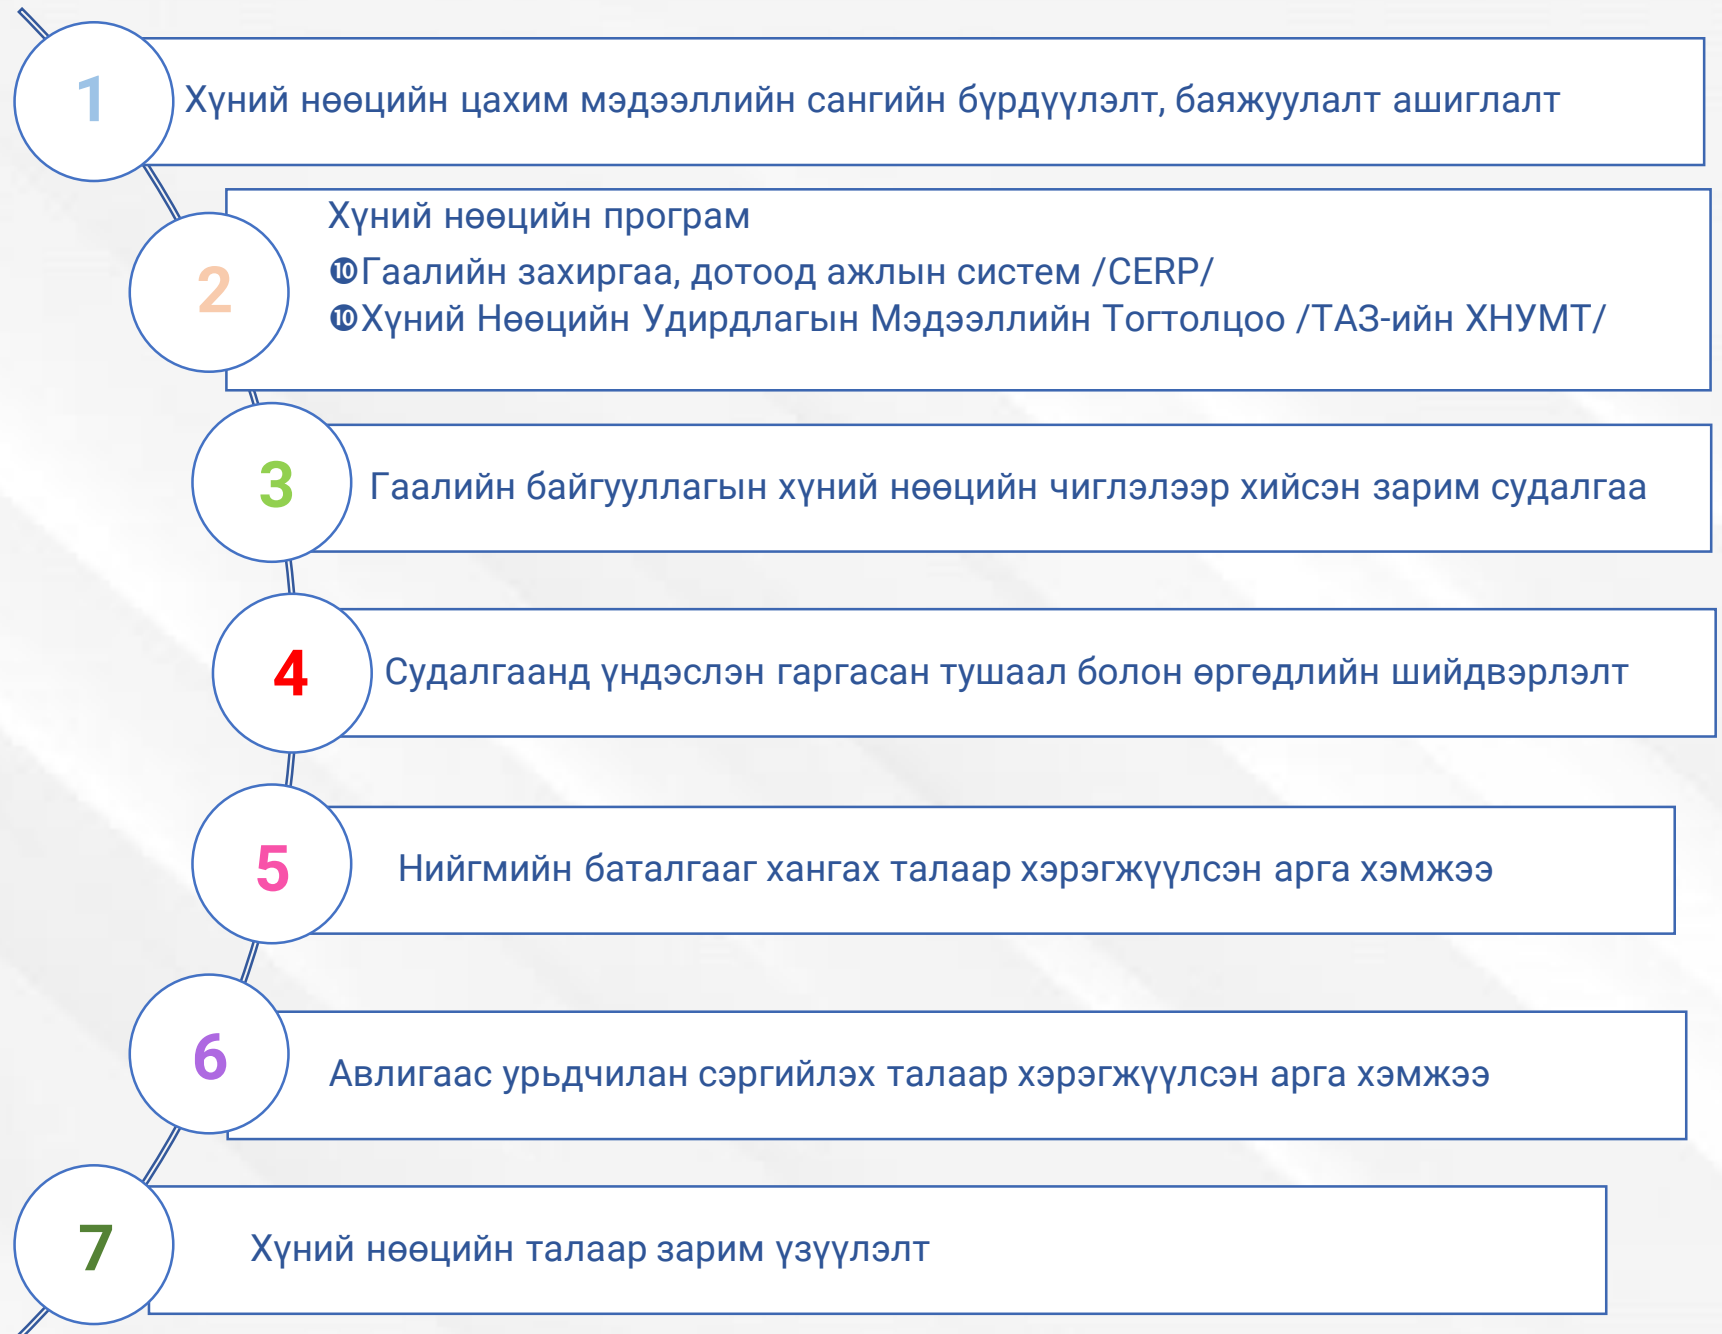 1
Хүний нөөцийн цахим мэдээллийн сангийн бүрдүүлэлт, баяжуулалт ашиглалт
2
Хүний нөөцийн програм
❿Гаалийн захиргаа, дотоод ажлын систем /CERP/
❿Хүний Нөөцийн Удирдлагын Мэдээллийн Тогтолцоо /ТАЗ-ийн ХНУМТ/
3
Гаалийн байгууллагын хүний нөөцийн чиглэлээр хийсэн зарим судалгаа
4
Судалгаанд үндэслэн гаргасан тушаал болон өргөдлийн шийдвэрлэлт
5
Нийгмийн баталгааг хангах талаар хэрэгжүүлсэн арга хэмжээ
6
Авлигаас урьдчилан сэргийлэх талаар хэрэгжүүлсэн арга хэмжээ
7
Хүний нөөцийн талаар зарим үзүүлэлт